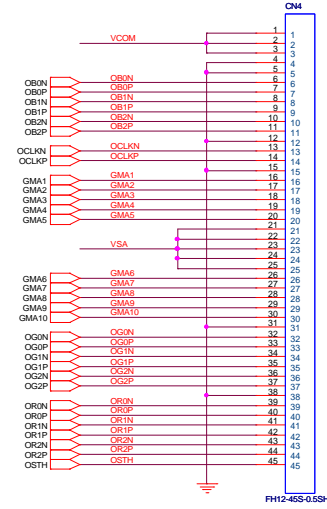 CN4
1 1
VCOM 2 2
3 3
4 4
5 5
OB0N OB0N 6 6
OB0P OB0P 7 7
OB1N OB1N 8 8
OB1P OB1P 9 9
OB2N OB2N 10 10
OB2P OB2P 11 11
12 12
OCLKN OCLKN 13 13
OCLKP OCLKP 14 14
15 15
GMA1 GMA1 16 16
GMA2 GMA2 17 17
GMA3 GMA3 18 18
GMA4 GMA4 19 19
GMA5 GMA5 20 20
21 21
22 22
VSA 23 23
24 24
25 25
GMA6 GMA6 26 26
GMA7 GMA7 27 27
GMA8 GMA8 28 28
GMA9 GMA9 29 29
GMA10 GMA10 30 30
31 31
OG0N OG0N 32 32
OG0P OG0P 33 33
OG1N OG1N 34 34
OG1P OG1P 35 35
OG2N OG2N 36 36
OG2P OG2P 37 37
38 38
OR0N OR0N 39 39
OR0P OR0P 40 40
OR1N OR1N 41 41
OR1P OR1P 42 42
OR2N OR2N 43 43
OR2P OR2P 44 44
OSTH OSTH 45 45
FH12-45S-0.5SH